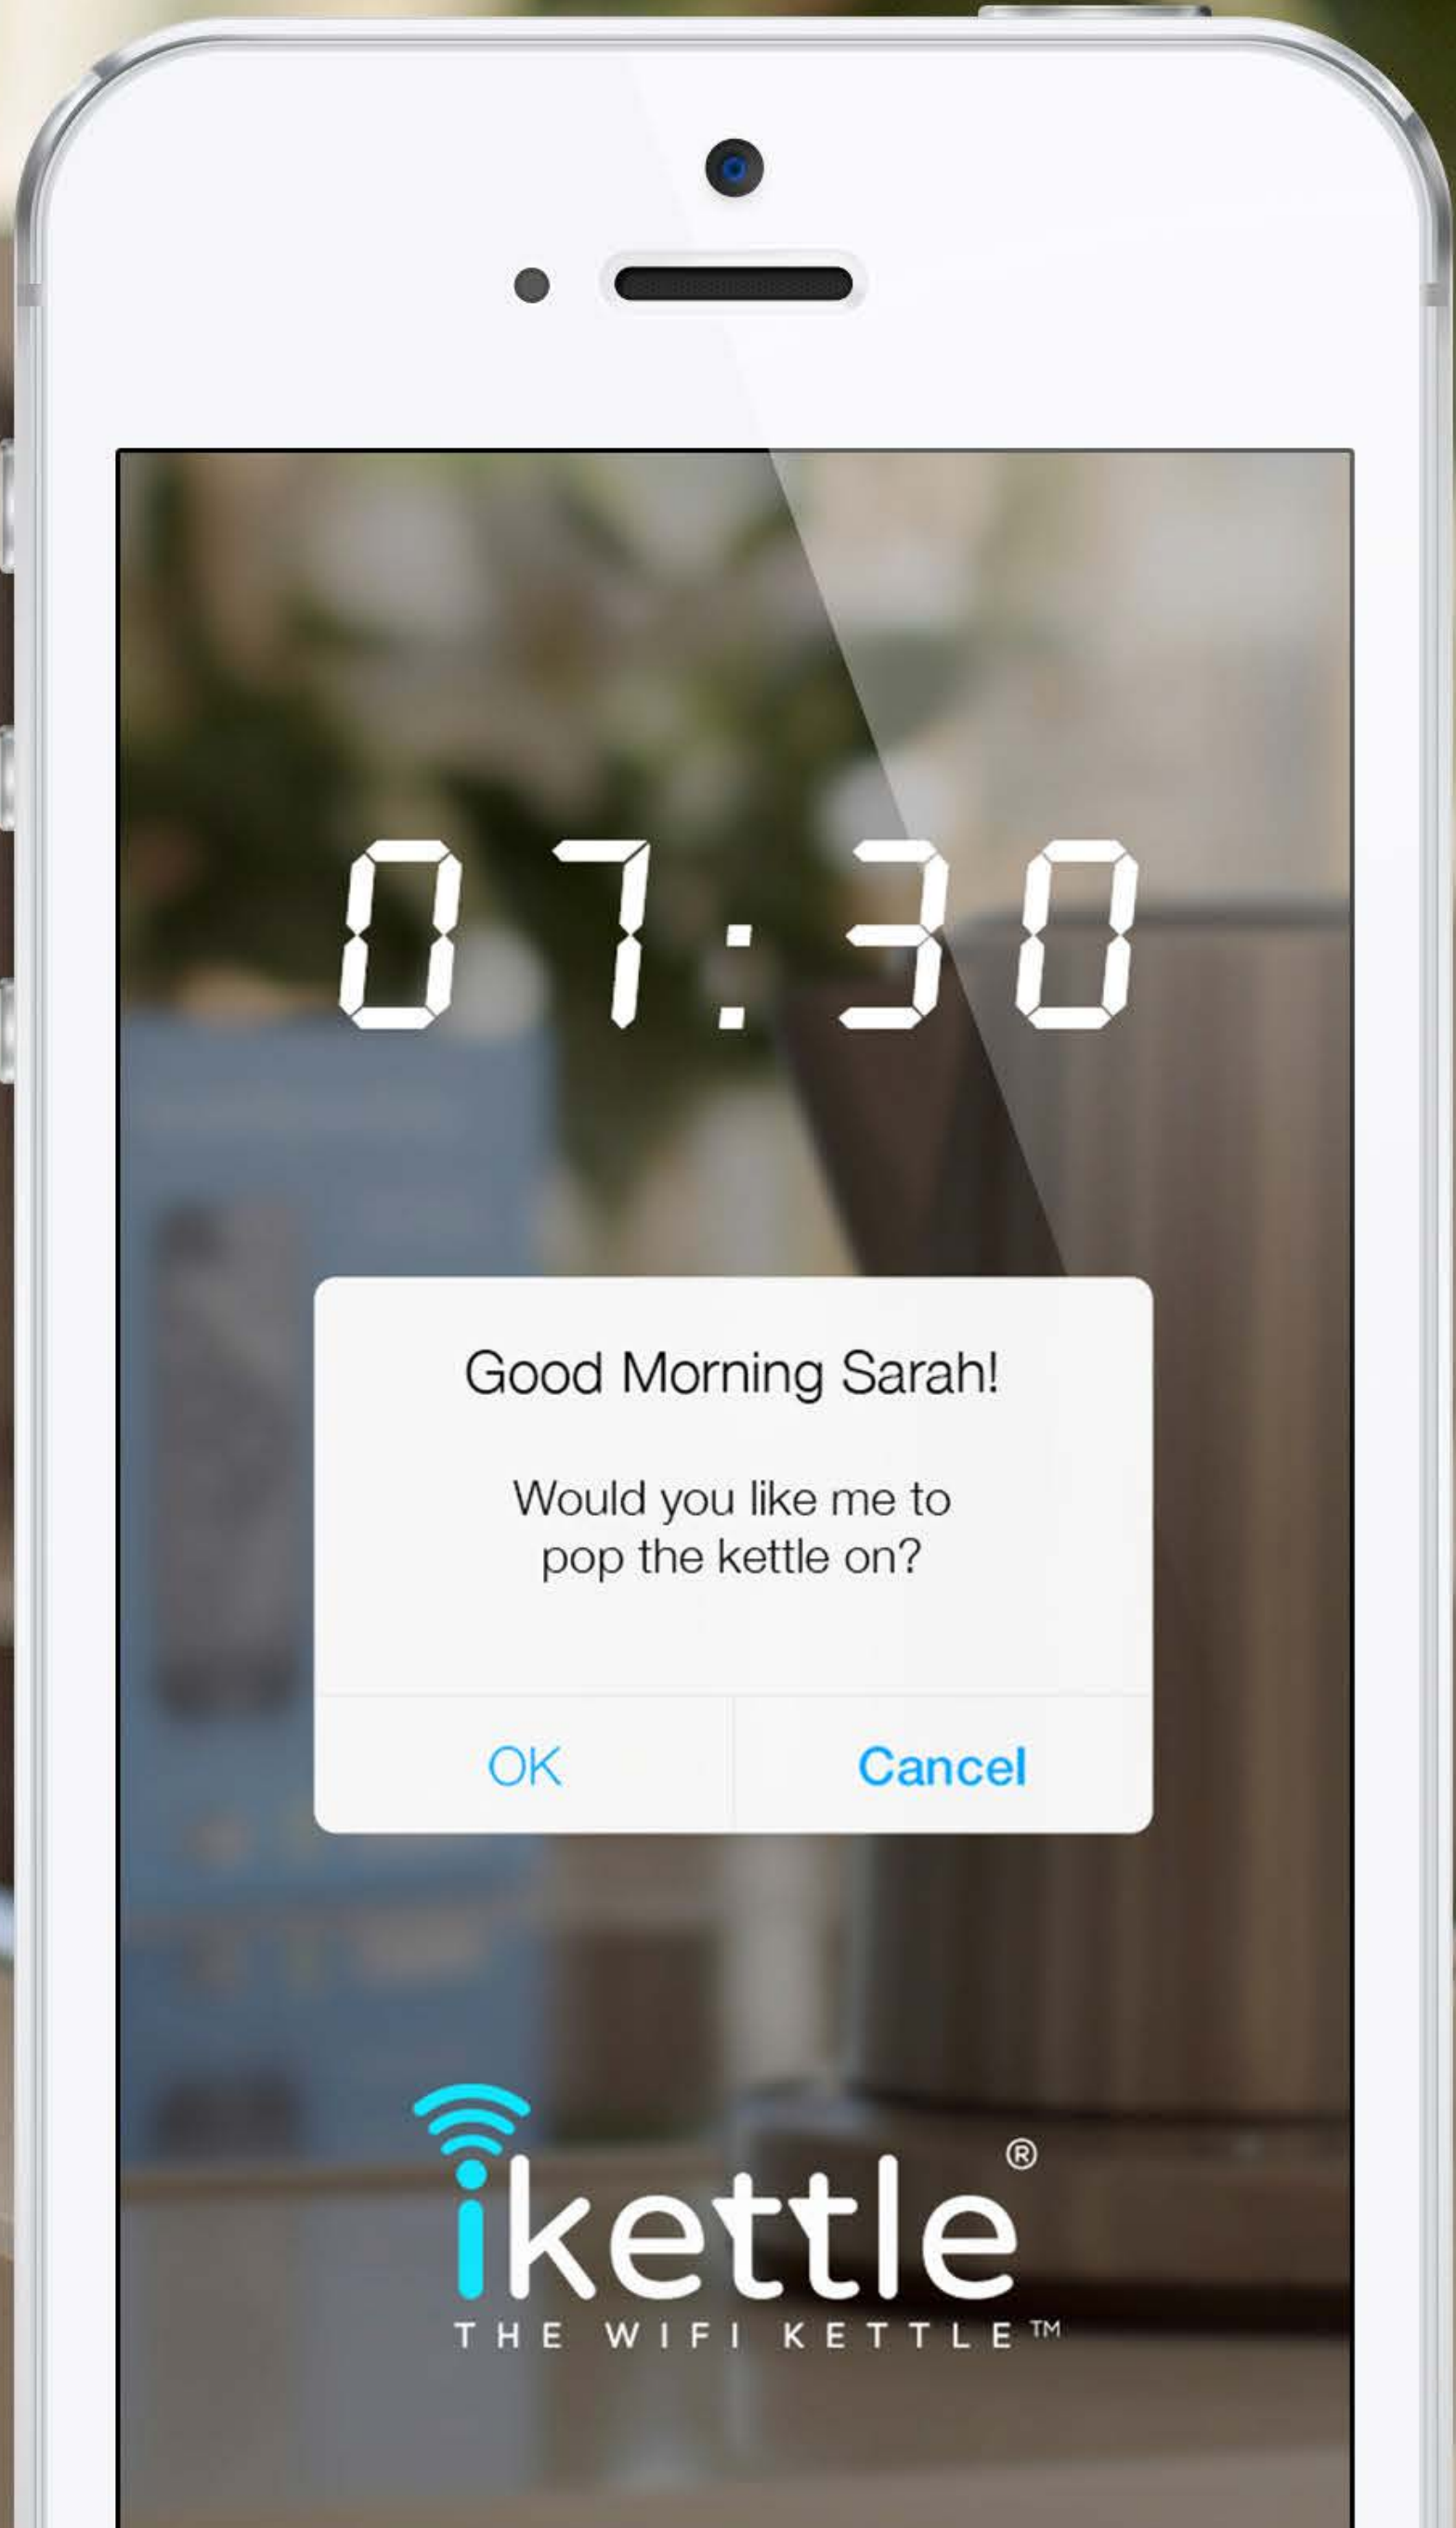 07:30
Good Morning Sarah!
Would you like me to
pop the kettle on?
OK
Cancel
ikettle®
THE WIFI KETTLE™